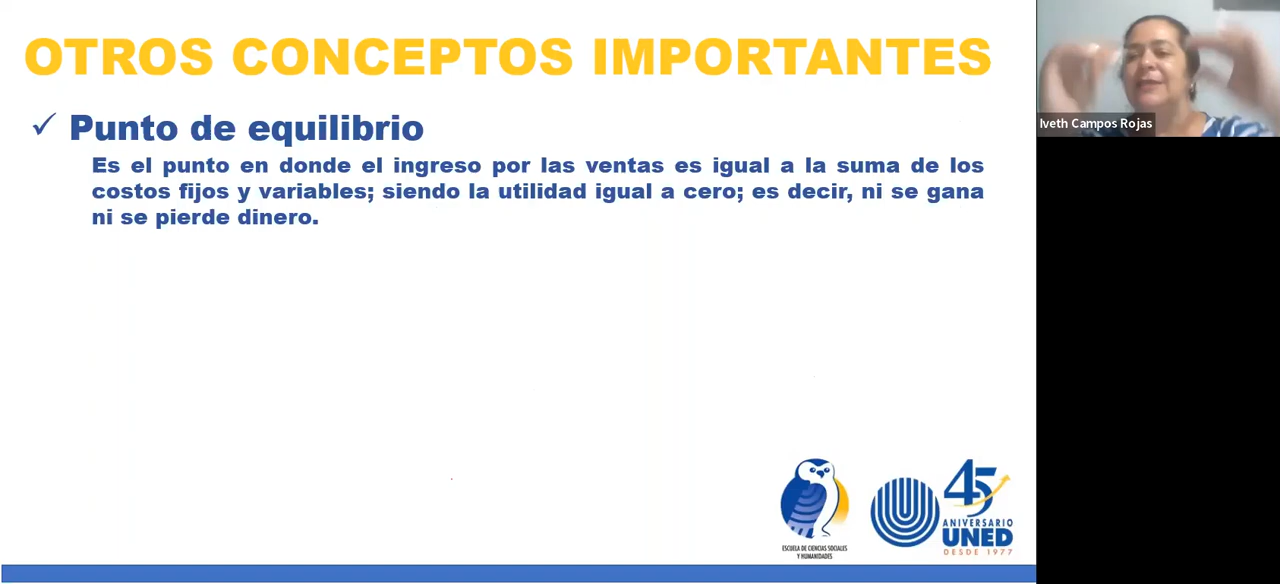 OTROS CONCEPTOS IMPORTANTES
✓ Punto de equilibrio
Es el punto en donde el ingreso por las ventas es igual a la suma de los
costos fijos y variables; siendo la utilidad igual a cero; es decir, ni se gana
ni se pierde dinero.
Iveth Campos Rojas
ESCUELA DE CIENCIAS SOCIALES
Y HUMANIDADES
45
ANIVERSARIO
UNED
DESDE 1977